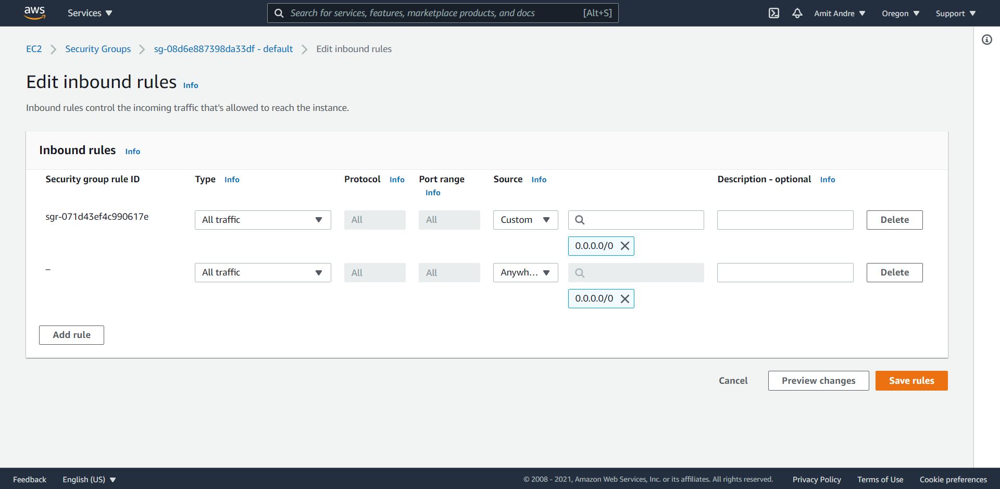 aws Services Search for services, features, marketplace products, and docs [Alt+S] Amit Andre Oregon Support
EC2 Security Groups sg-08d6e887398da33df - default Edit inbound rules
Edit inbound rules Info
Inbound rules control the incoming traffic that's allowed to reach the instance.
Inbound rules Info
Security group rule ID Type Info Protocol Info Port range Source Info Description - optional Info
Info
sgr-071d43ef4c990617e All traffic All All Custom Delete
0.0.0.0/0
– All traffic All All Anywh... Delete
0.0.0.0/0
Add rule
Cancel Preview changes Save rules
Feedback English (US) © 2008 - 2021, Amazon Web Services, Inc. or its affiliates. All rights reserved. Privacy Policy Terms of Use Cookie preferences